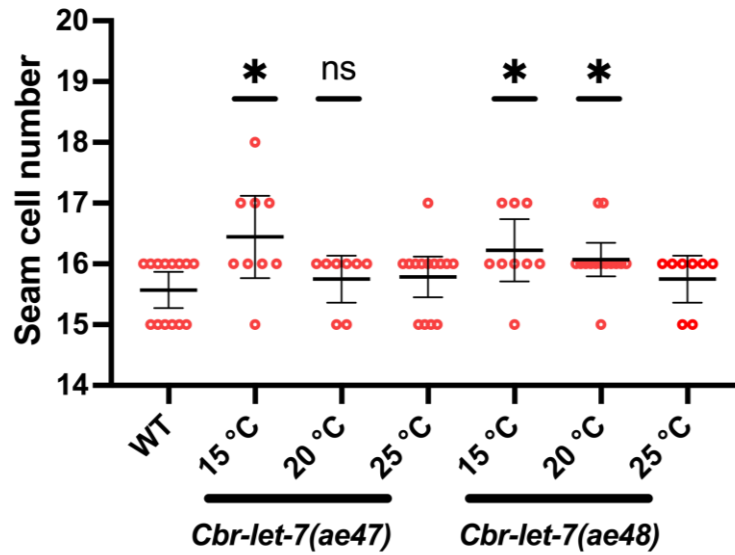 Seam cell number
20
19
18
17
16
15
14
* ns * *
WT 15 °C 20 °C 25 °C 15 °C 20 °C 25 °C
Cbr-let-7(ae47) Cbr-let-7(ae48)